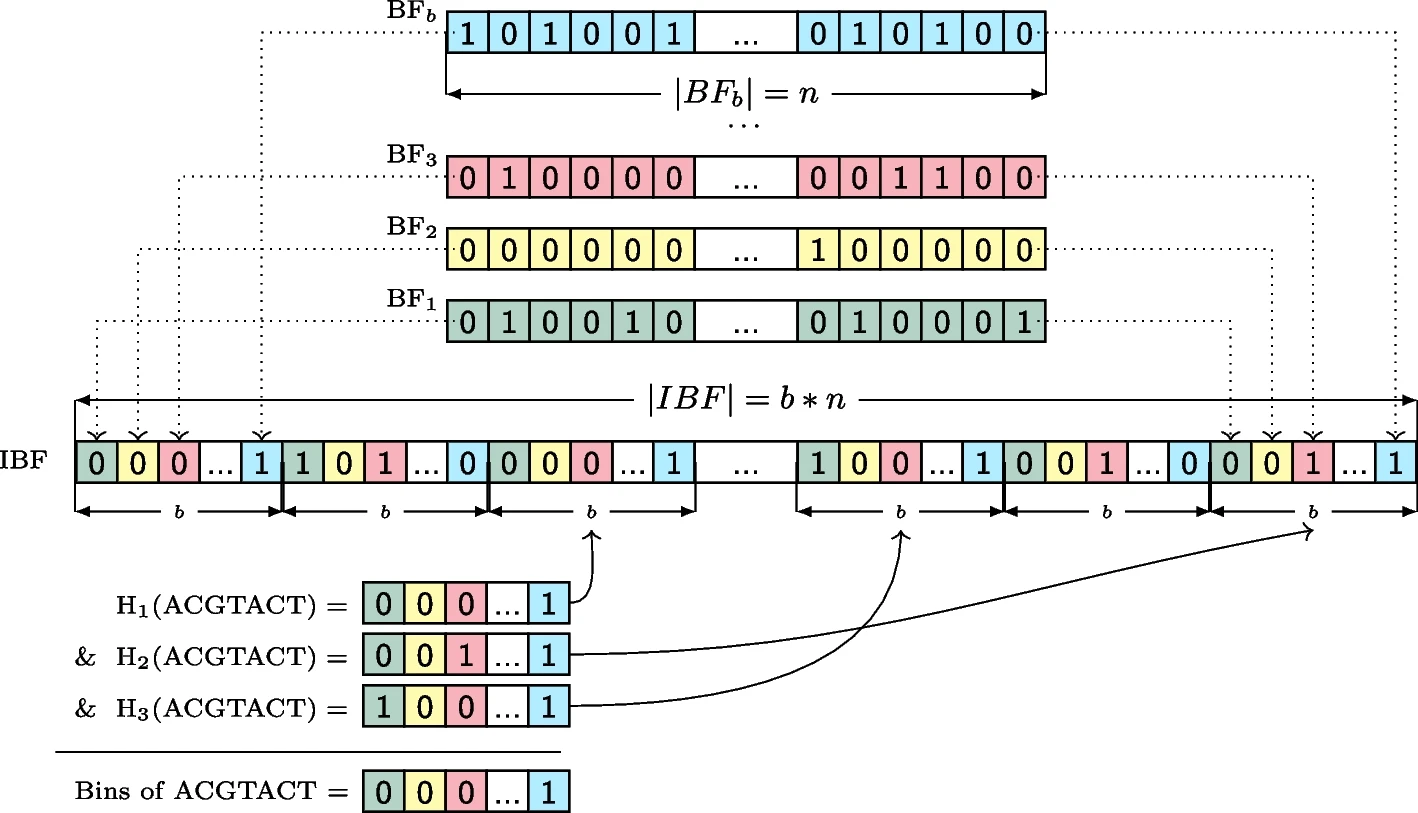 BF_b 1 0 1 0 0 1 ... 0 1 0 1 0 0
|BF_b| = n
...
BF_3 0 1 0 0 0 0 ... 0 0 1 1 0 0
BF_2 0 0 0 0 0 0 ... 1 0 0 0 0 0
BF_1 0 1 0 0 1 0 ... 0 1 0 0 0 1
|IBF| = b * n
IBF 0 0 0 ... 1 1 0 1 ... 0 0 0 0 ... 1 ... 1 0 0 ... 1 0 0 1 ... 0 0 0 1 ... 1
b b b b b b
H_1(ACGTACT) = 0 0 0 ... 1
& H_2(ACGTACT) = 0 0 1 ... 1
& H_3(ACGTACT) = 1 0 0 ... 1
Bins of ACGTACT = 0 0 0 ... 1